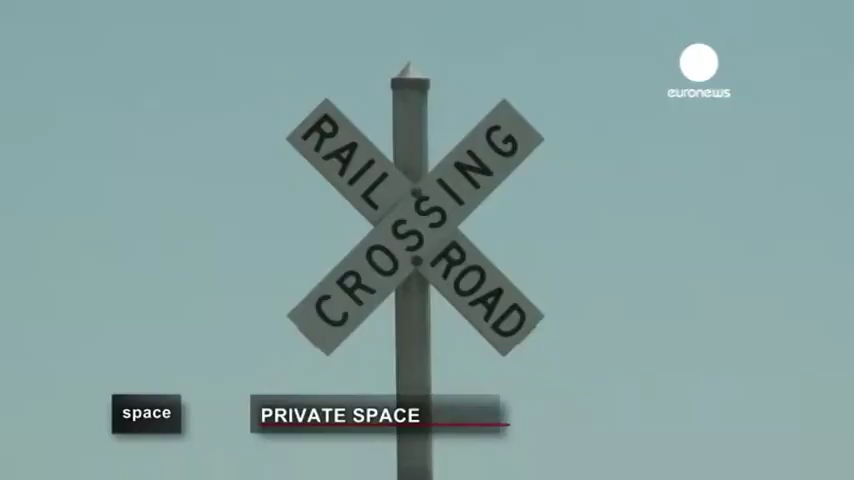 euronews
RAIL ROAD
CROSSING
space
PRIVATE SPACE